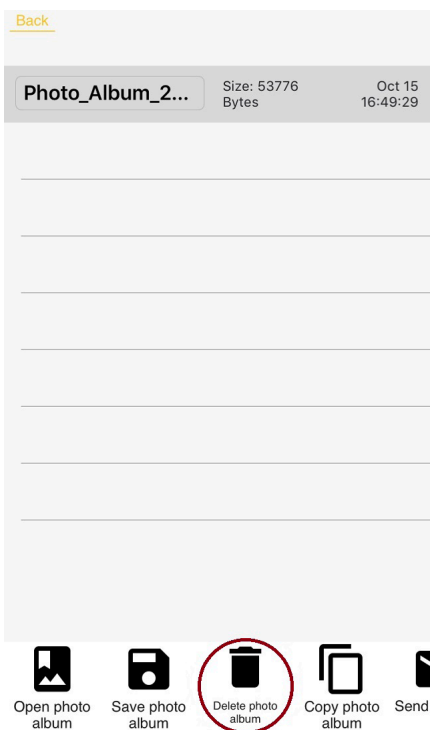 Back
Photo_Album_2...
Size: 53776
Bytes
Oct 15
16:49:29
Open photo
album
Save photo
album
Delete photo
album
Copy photo
album
Send